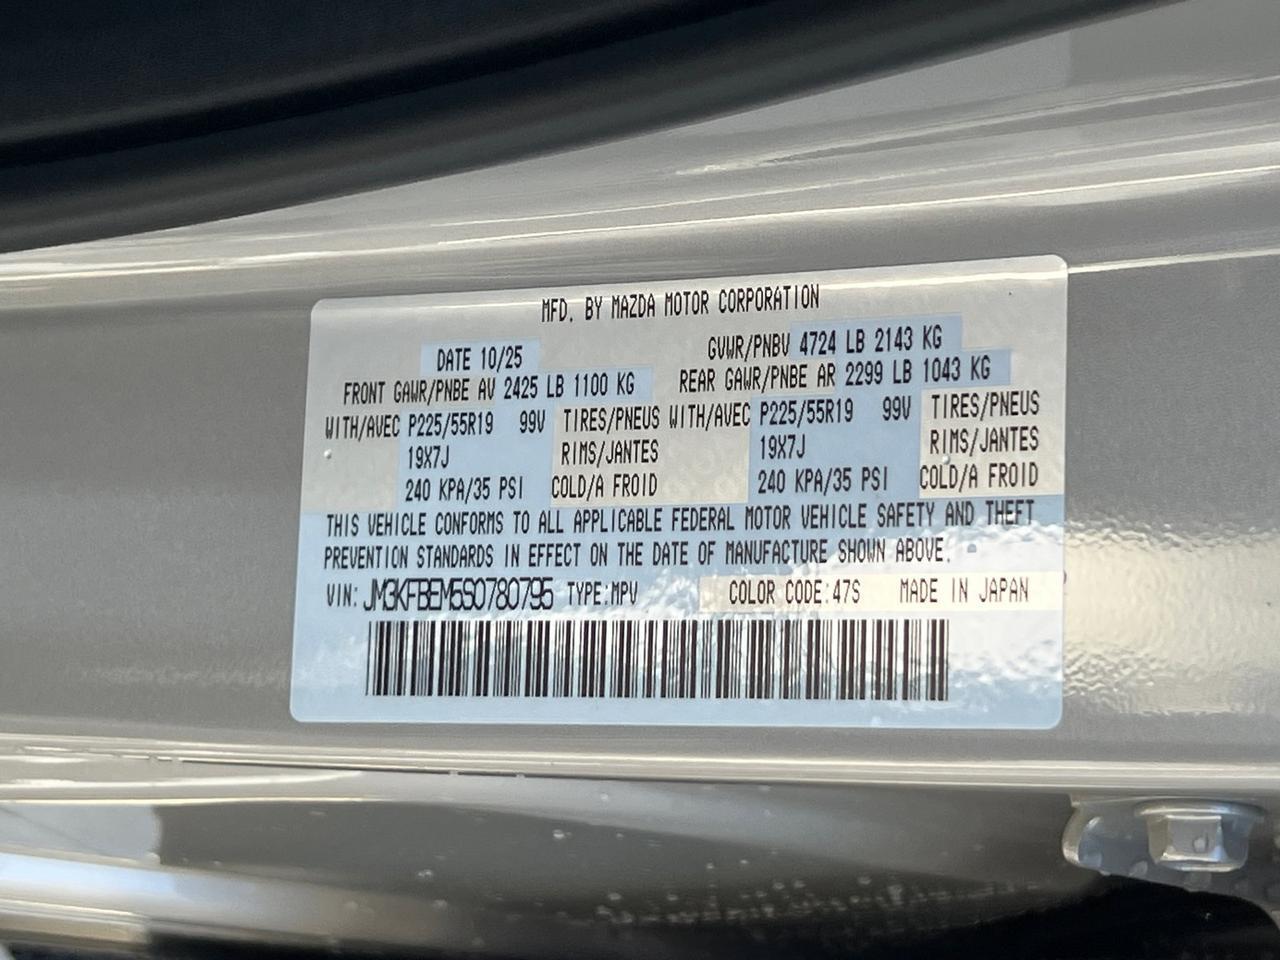 MFD. BY MAZDA MOTOR CORPORATION
DATE 10/25 GVWR/PNBV 4724 LB 2143 KG
FRONT GAWR/PNBE AV 2425 LB 1100 KG REAR GAWR/PNBE AR 2299 LB 1043 KG
WITH/AVEC P225/55R19 99V TIRES/PNEUS WITH/AVEC P225/55R19 99V TIRES/PNEUS
19X7J RIMS/JANTES 19X7J RIMS/JANTES
240 KPA/35 PSI COLD/A FROID 240 KPA/35 PSI COLD/A FROID
THIS VEHICLE CONFORMS TO ALL APPLICABLE FEDERAL MOTOR VEHICLE SAFETY AND THEFT
PREVENTION STANDARDS IN EFFECT ON THE DATE OF MANUFACTURE SHOWN ABOVE.
VIN: JM3KFBEM5S0780795 TYPE:MPV COLOR CODE:47S MADE IN JAPAN